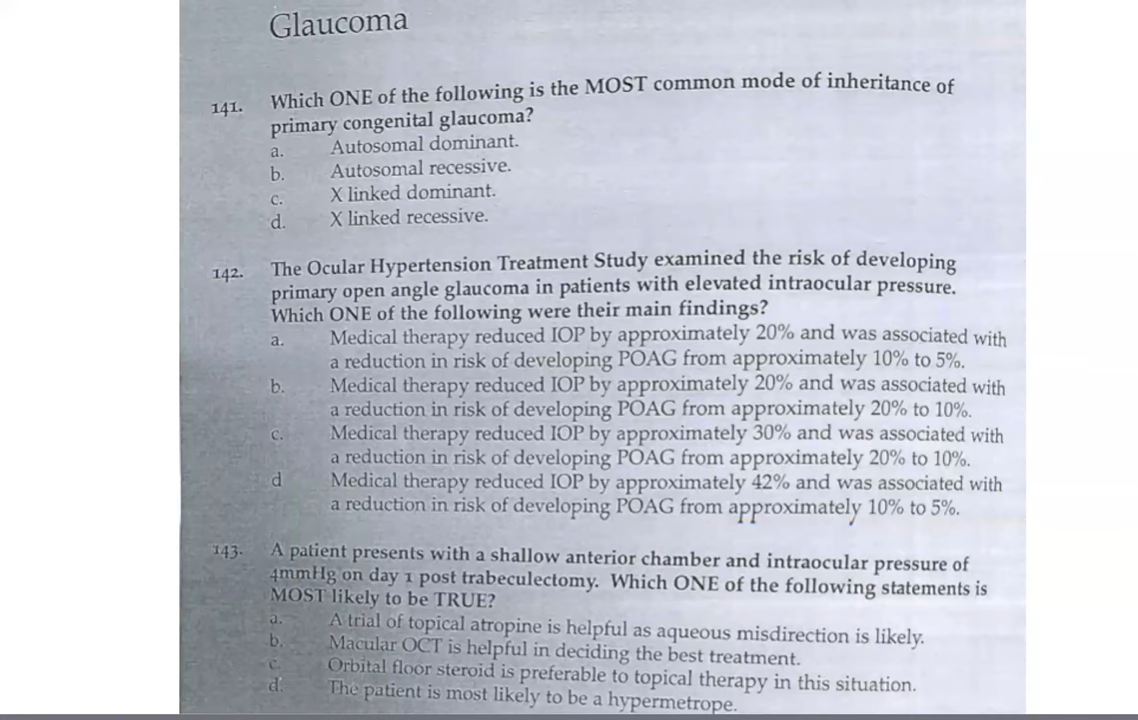 Glaucoma
141. Which ONE of the following is the MOST common mode of inheritance of
primary congenital glaucoma?
a. Autosomal dominant.
b. Autosomal recessive.
c. X linked dominant.
d. X linked recessive.
142. The Ocular Hypertension Treatment Study examined the risk of developing
primary open angle glaucoma in patients with elevated intraocular pressure.
Which ONE of the following were their main findings?
a. Medical therapy reduced IOP by approximately 20% and was associated with
a reduction in risk of developing POAG from approximately 10% to 5%.
b. Medical therapy reduced IOP by approximately 20% and was associated with
a reduction in risk of developing POAG from approximately 20% to 10%.
c. Medical therapy reduced IOP by approximately 30% and was associated with
a reduction in risk of developing POAG from approximately 20% to 10%.
d Medical therapy reduced IOP by approximately 42% and was associated with
a reduction in risk of developing POAG from approximately 10% to 5%.
143. A patient presents with a shallow anterior chamber and intraocular pressure of
4mmHg on day 1 post trabeculectomy. Which ONE of the following statements is
MOST likely to be TRUE?
a. A trial of topical atropine is helpful as aqueous misdirection is likely.
b. Macular OCT is helpful in deciding the best treatment.
c. Orbital floor steroid is preferable to topical therapy in this situation.
d. The patient is most likely to be a hypermetrope.